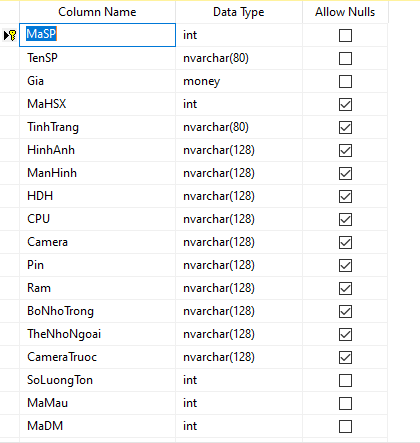 Column Name Data Type Allow Nulls
MaSP int
TenSP nvarchar(80)
Gia money
MaHSX int
TinhTrang nvarchar(80)
HinhAnh nvarchar(128)
ManHinh nvarchar(128)
HDH nvarchar(128)
CPU nvarchar(128)
Camera nvarchar(128)
Pin nvarchar(128)
Ram nvarchar(128)
BoNhoTrong nvarchar(128)
TheNhoNgoai nvarchar(128)
CameraTruoc nvarchar(128)
SoLuongTon int
MaMau int
MaDM int